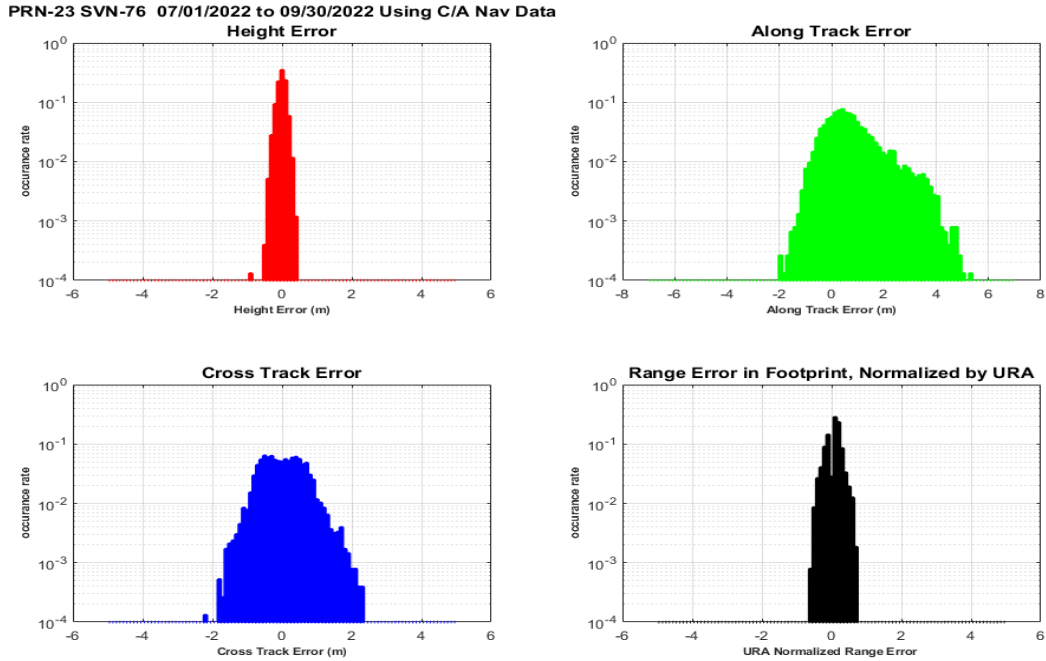 PRN-23 SVN-76 07/01/2022 to 09/30/2022 Using C/A Nav Data
Height Error
10^0
10^-1
10^-2
10^-3
10^-4
occurance rate
-6 -4 -2 0 2 4 6
Height Error (m)
Along Track Error
10^0
10^-1
10^-2
10^-3
10^-4
occurance rate
-8 -6 -4 -2 0 2 4 6 8
Along Track Error (m)
Cross Track Error
10^0
10^-1
10^-2
10^-3
10^-4
occurance rate
-6 -4 -2 0 2 4 6
Cross Track Error (m)
Range Error in Footprint, Normalized by URA
10^0
10^-1
10^-2
10^-3
10^-4
occurance rate
-6 -4 -2 0 2 4 6
URA Normalized Range Error